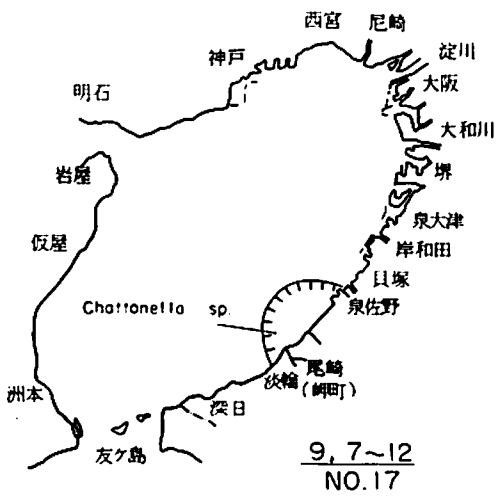 西宮
尼崎
淀川
神戸
大阪
明石
大和川
堺
岩屋
泉大津
仮屋
岸和田
貝塚
Chattonella sp.
泉佐野
尾崎
(岬町)
淡輪
洲本
深日
友ケ島
9, 7~12
NO.17